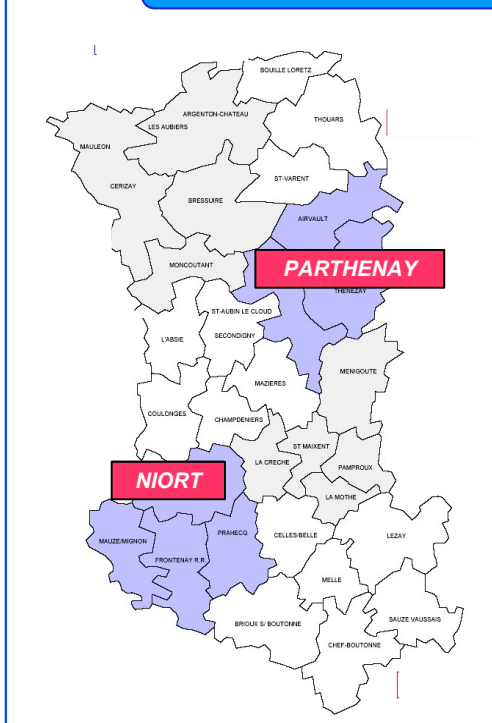 BOUILLE LORETZ
ARGENTON-CHATEAU
THOUARS
LES AUBIERS
MAULEON
ST-VARENT
CERIZAY
BRESSUIRE
AIRVAULT
MONCOUTANT
PARTHENAY
THENEZAY
ST-AUBIN LE CLOUD
L'ABSIE
SECONDIGNY
MENIGOUTE
MAZIERES
COULONGES
CHAMPDENIERS
ST MAIXENT
LA CRECHE
PAMPROUX
NIORT
LA MOTHE
MAUZE/MIGNON
PRAHECQ
CELLES/BELLE
LEZAY
FRONTENAY R.R.
MELLE
SAUZE VAUSSAIS
BRIOUX S/ BOUTONNE
CHEF-BOUTONNE